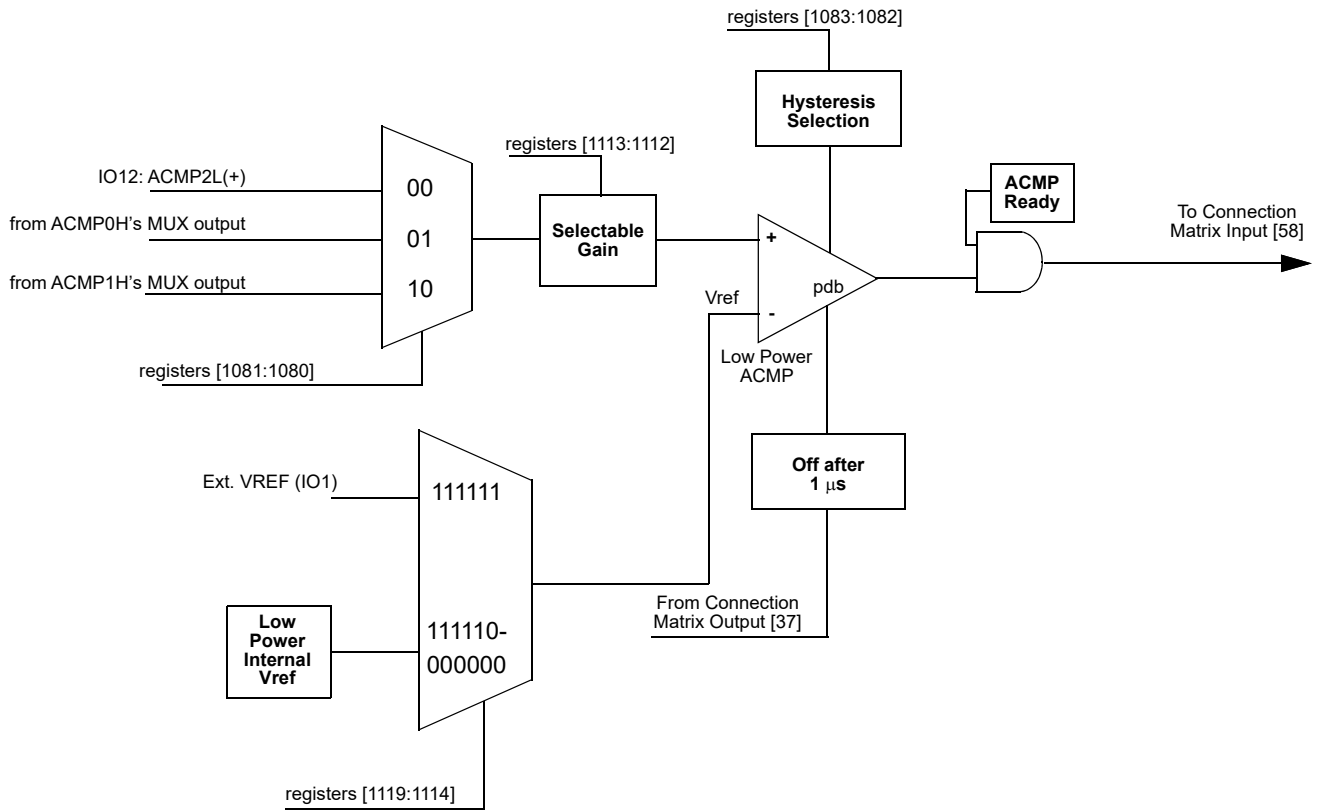 registers [1083:1082]
Hysteresis
Selection
registers [1113:1112]
IO12: ACMP2L(+)
00
ACMP
Ready
Selectable
Gain
from ACMP0H's MUX output
01
+
To Connection
Matrix Input [58]
from ACMP1H's MUX output
10
pdb
Vref
-
Low Power
ACMP
registers [1081:1080]
Off after
1 μs
Ext. VREF (IO1)
111111
From Connection
Matrix Output [37]
Low
Power
Internal
Vref
111110-
000000
registers [1119:1114]